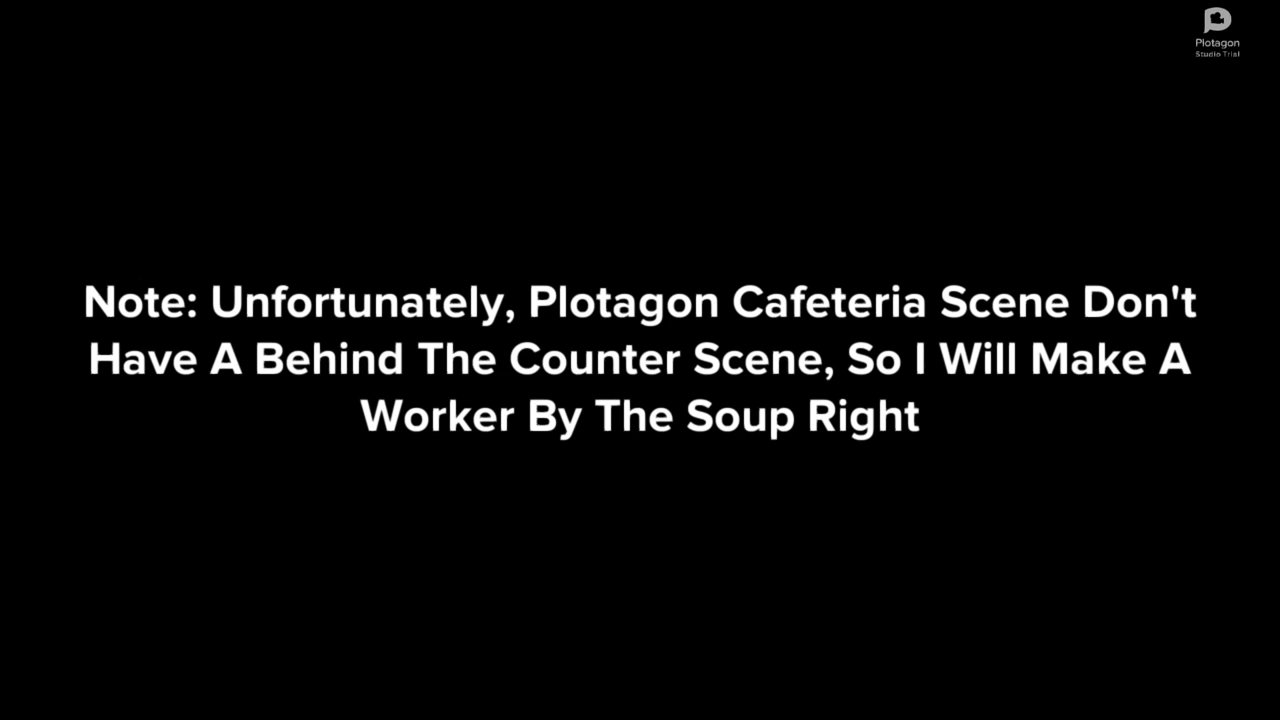 Plotagon
Studio Trial
Note: Unfortunately, Plotagon Cafeteria Scene Don't
Have A Behind The Counter Scene, So I Will Make A
Worker By The Soup Right